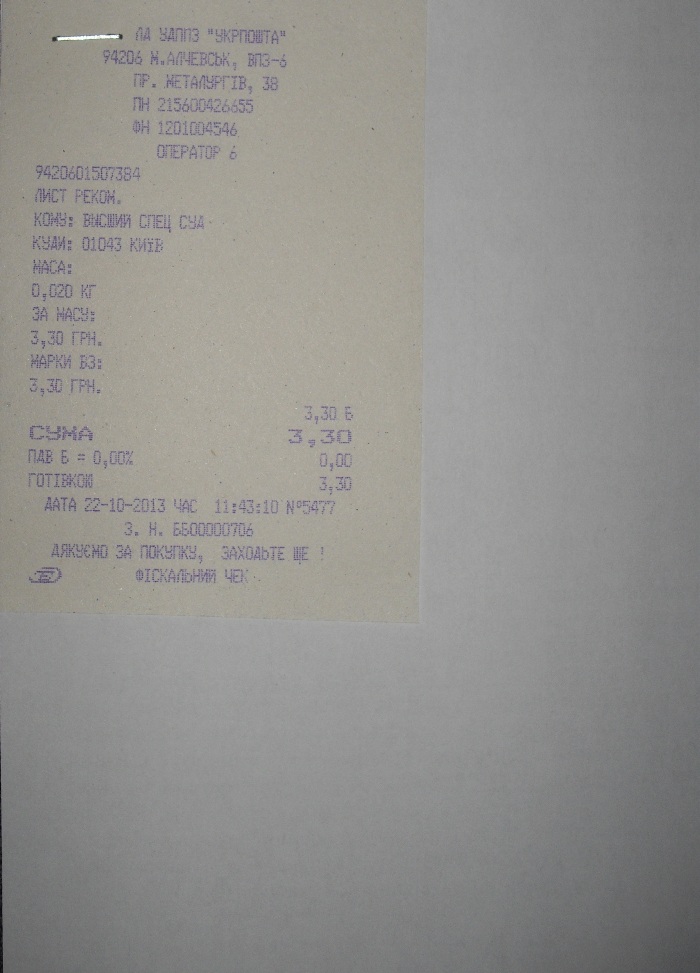 ЛД УДППЗ "УКРПОШТА"
94206 М.АЛЧЕВСЬК, ВПЗ-6
ПР. МЕТАЛУРГІВ, 38
ПН 215600426655
ФН 1201004546
ОПЕРАТОР 6
9420601507384
ЛИСТ РЕКОМ.
КОМУ: ВЫСШИЙ СПЕЦ СУД
КУДИ: 01043 КИЇВ
МАСА:
0,020 КГ
ЗА МАСУ:
3,30 ГРН.
МАРКИ ВЗ:
3,30 ГРН.
3,30 Б
СУМА 3,30
ПДВ Б = 0,00% 0,00
ГОТІВКОЮ 3,30
ДАТА 22-10-2013 ЧАС 11:43:10 №5477
З. Н. ББ00000706
ДЯКУЄМО ЗА ПОКУПКУ, ЗАХОДЬТЕ ЩЕ !
ФІСКАЛЬНИЙ ЧЕК